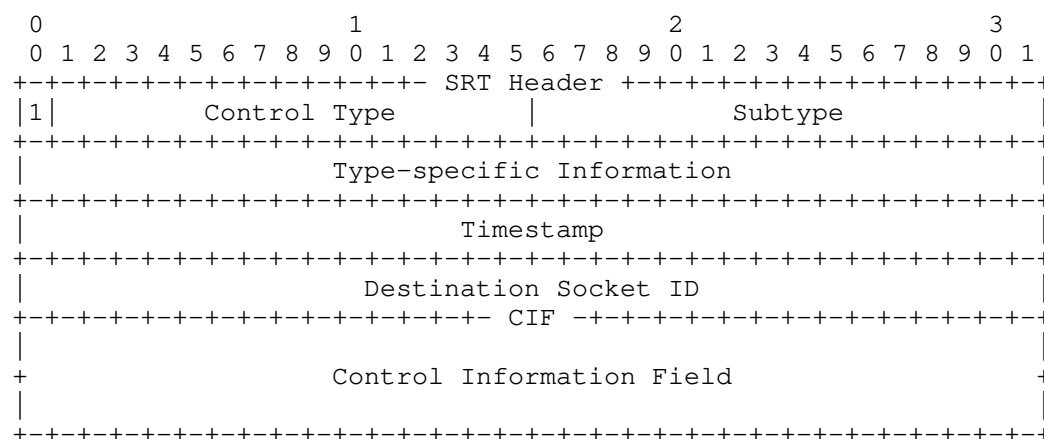 0                   1                   2                   3
 0 1 2 3 4 5 6 7 8 9 0 1 2 3 4 5 6 7 8 9 0 1 2 3 4 5 6 7 8 9 0 1
+-+-+-+-+-+-+-+-+-+-+-+-+- SRT Header +-+-+-+-+-+-+-+-+-+-+-+-+-+
|1|         Control Type        |            Subtype            |
+-+-+-+-+-+-+-+-+-+-+-+-+-+-+-+-+-+-+-+-+-+-+-+-+-+-+-+-+-+-+-+-+
|                   Type-specific Information                   |
+-+-+-+-+-+-+-+-+-+-+-+-+-+-+-+-+-+-+-+-+-+-+-+-+-+-+-+-+-+-+-+-+
|                           Timestamp                           |
+-+-+-+-+-+-+-+-+-+-+-+-+-+-+-+-+-+-+-+-+-+-+-+-+-+-+-+-+-+-+-+-+
|                     Destination Socket ID                     |
+-+-+-+-+-+-+-+-+-+-+-+-+-+-+- CIF -+-+-+-+-+-+-+-+-+-+-+-+-+-+-+
|                                                               |
+                   Control Information Field                   +
|                                                               |
+-+-+-+-+-+-+-+-+-+-+-+-+-+-+-+-+-+-+-+-+-+-+-+-+-+-+-+-+-+-+-+-+